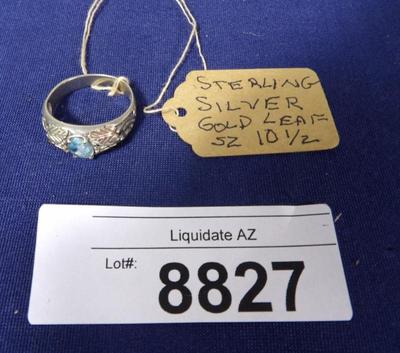 STERLING
SILVER
GOLD LEAF
SZ 10 1/2
Liquidate AZ
Lot#:
8827